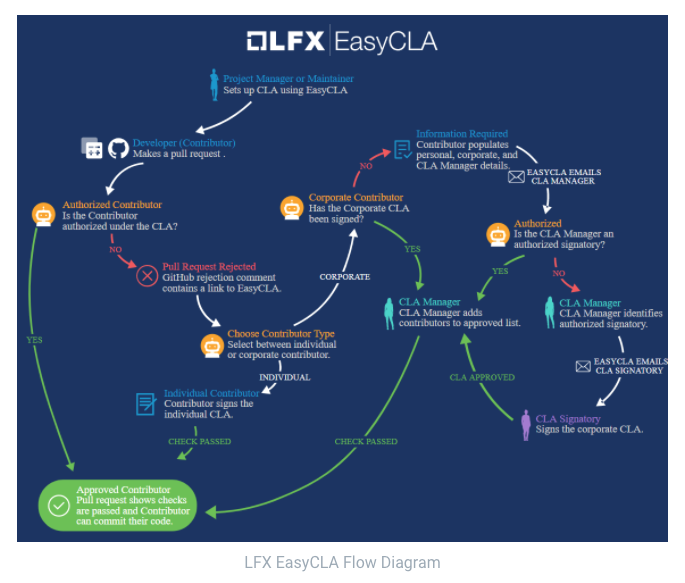 LFX EasyCLA
Project Manager or Maintainer
Sets up CLA using EasyCLA
Developer (Contributor)
Makes a pull request .
Authorized Contributor
Is the Contributor
authorized under the CLA?
NO
YES
Pull Request Rejected
GitHub rejection comment
contains a link to EasyCLA.
Choose Contributor Type
Select between individual
or corporate contributor.
INDIVIDUAL
CORPORATE
Individual Contributor
Contributor signs the
individual CLA.
CHECK PASSED
Corporate Contributor
Has the Corporate CLA
been signed?
NO
YES
Information Required
Contributor populates
personal, corporate, and
CLA Manager details.
EASYCLA EMAILS
CLA MANAGER
Authorized
Is the CLA Manager an
authorized signatory?
YES
NO
CLA Manager
CLA Manager adds
contributors to approved list.
CLA Manager
CLA Manager identifies
authorized signatory.
EASYCLA EMAILS
CLA SIGNATORY
CLA Signatory
Signs the corporate CLA.
CLA APPROVED
CHECK PASSED
Approved Contributor
Pull request shows checks
are passed and Contributor
can commit their code.
LFX EasyCLA Flow Diagram